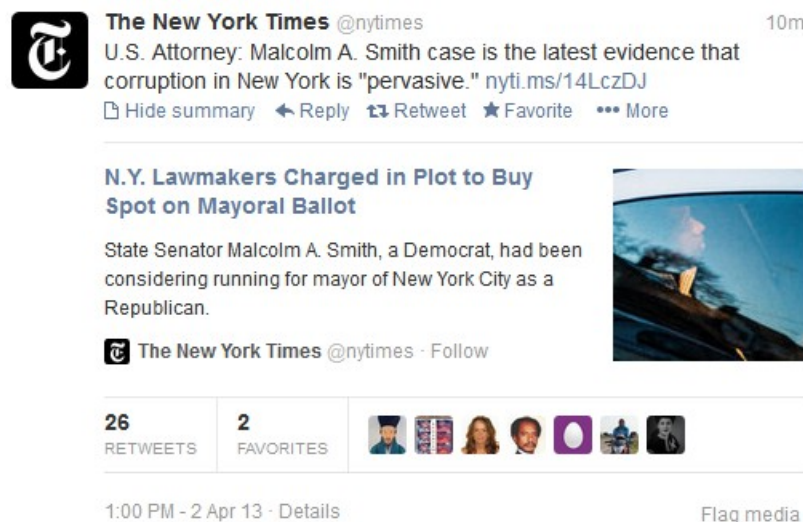 The New York Times @nytimes 10m
U.S. Attorney: Malcolm A. Smith case is the latest evidence that
corruption in New York is "pervasive." nyti.ms/14LczDJ
Hide summary Reply Retweet Favorite More
N.Y. Lawmakers Charged in Plot to Buy
Spot on Mayoral Ballot
State Senator Malcolm A. Smith, a Democrat, had been
considering running for mayor of New York City as a
Republican.
The New York Times @nytimes · Follow
26 2
RETWEETS FAVORITES
1:00 PM - 2 Apr 13 · Details Flag media